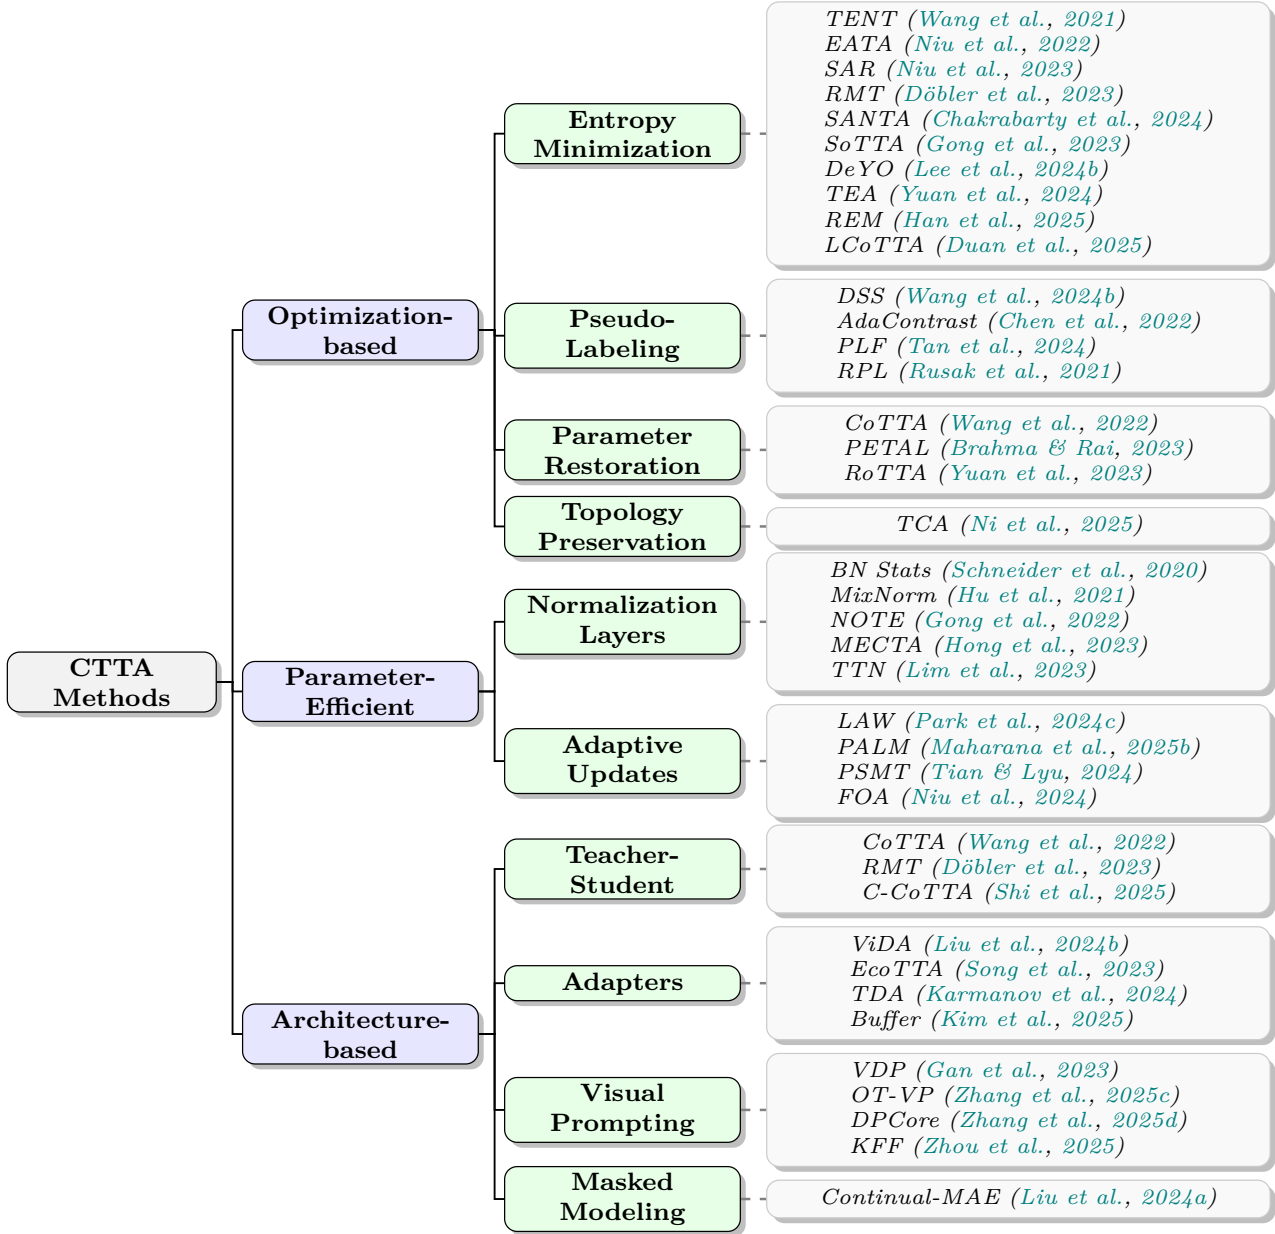 CTTA
Methods
Optimization-
based
Entropy
Minimization
TENT (Wang et al., 2021)
EATA (Niu et al., 2022)
SAR (Niu et al., 2023)
RMT (Döbler et al., 2023)
SANTA (Chakrabarty et al., 2024)
SoTTA (Gong et al., 2023)
DeYO (Lee et al., 2024b)
TEA (Yuan et al., 2024)
REM (Han et al., 2025)
LCoTTA (Duan et al., 2025)
Pseudo-
Labeling
DSS (Wang et al., 2024b)
AdaContrast (Chen et al., 2022)
PLF (Tan et al., 2024)
RPL (Rusak et al., 2021)
Parameter
Restoration
CoTTA (Wang et al., 2022)
PETAL (Brahma & Rai, 2023)
RoTTA (Yuan et al., 2023)
Topology
Preservation
TCA (Ni et al., 2025)
Parameter-
Efficient
Normalization
Layers
BN Stats (Schneider et al., 2020)
MixNorm (Hu et al., 2021)
NOTE (Gong et al., 2022)
MECTA (Hong et al., 2023)
TTN (Lim et al., 2023)
Adaptive
Updates
LAW (Park et al., 2024c)
PALM (Maharana et al., 2025b)
PSMT (Tian & Lyu, 2024)
FOA (Niu et al., 2024)
Architecture-
based
Teacher-
Student
CoTTA (Wang et al., 2022)
RMT (Döbler et al., 2023)
C-CoTTA (Shi et al., 2025)
Adapters
ViDA (Liu et al., 2024b)
EcoTTA (Song et al., 2023)
TDA (Karmanov et al., 2024)
Buffer (Kim et al., 2025)
Visual
Prompting
VDP (Gan et al., 2023)
OT-VP (Zhang et al., 2025c)
DPCore (Zhang et al., 2025d)
KFF (Zhou et al., 2025)
Masked
Modeling
Continual-MAE (Liu et al., 2024a)